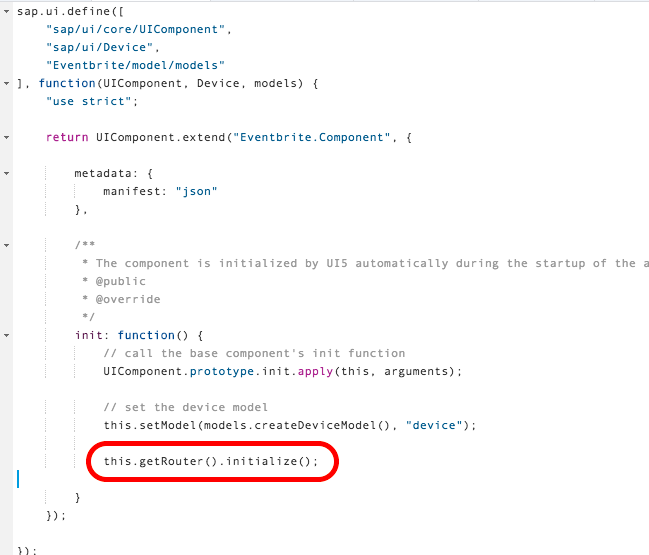 sap.ui.define([
"sap/ui/core/UIComponent",
"sap/ui/Device",
"Eventbrite/model/models"
], function(UIComponent, Device, models) {
"use strict";
return UIComponent.extend("Eventbrite.Component", {
metadata: {
manifest: "json"
},
/**
* The component is initialized by UI5 automatically during the startup of the a
* @public
* @override
*/
init: function() {
// call the base component's init function
UIComponent.prototype.init.apply(this, arguments);
// set the device model
this.setModel(models.createDeviceModel(), "device");
this.getRouter().initialize();
}
});
});